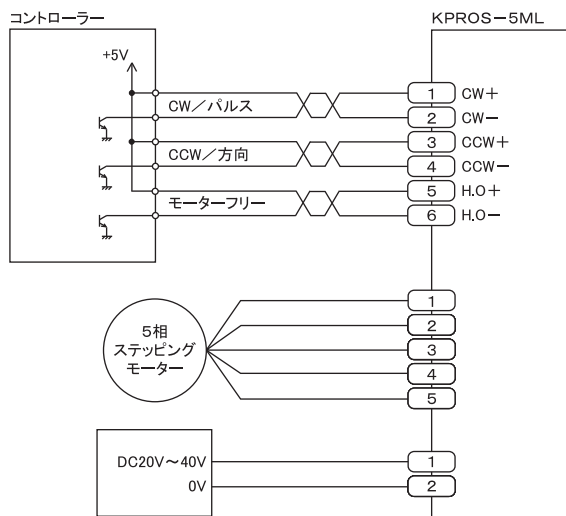 コントローラー
KPROS-5ML
+5V
CW/パルス
1 CW+
2 CW-
CCW/方向
3 CCW+
4 CCW-
モーターフリー
5 H.O+
6 H.O-
5相
ステッピング
モーター
1
2
3
4
5
DC20V~40V
1
0V
2